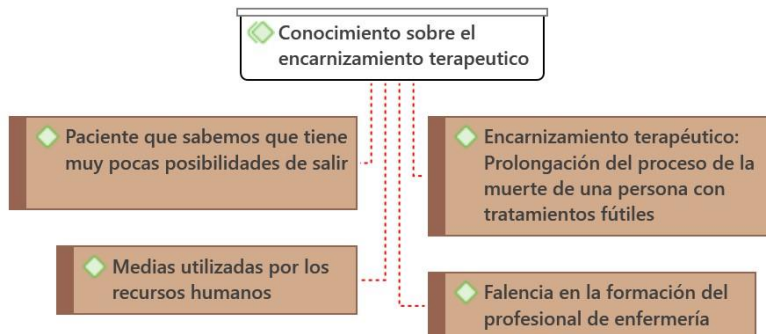 Conocimiento sobre el
encarnizamiento terapeutico
Paciente que sabemos que tiene
muy pocas posibilidades de salir
Encarnizamiento terapéutico:
Prolongación del proceso de la
muerte de una persona con
tratamientos fútiles
Medias utilizadas por los
recursos humanos
Falencia en la formación del
profesional de enfermería